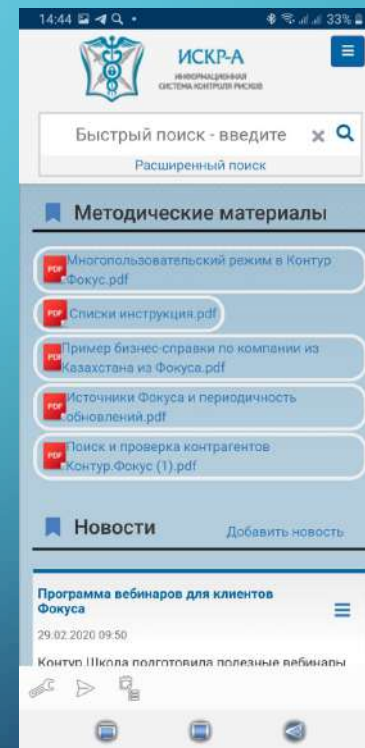 14:44
33%
ИСКР-А
ИНФОРМАЦИОННАЯ
СИСТЕМА КОНТРОЛЯ РИСКОВ
Быстрый поиск - введите
Расширенный поиск
Методические материалы
Многопользовательский режим в Контур
Фокус.pdf
Списки инструкция.pdf
Пример бизнес-справки по компании из
Казахстана из Фокуса.pdf
Источники Фокуса и периодичность
обновлений.pdf
Поиск и проверка контрагентов
Контур.Фокус (1).pdf
Новости
Добавить новость
Программа вебинаров для клиентов
Фокуса
29.02.2020 09:50
Контур.Школа подготовила полезные вебинары